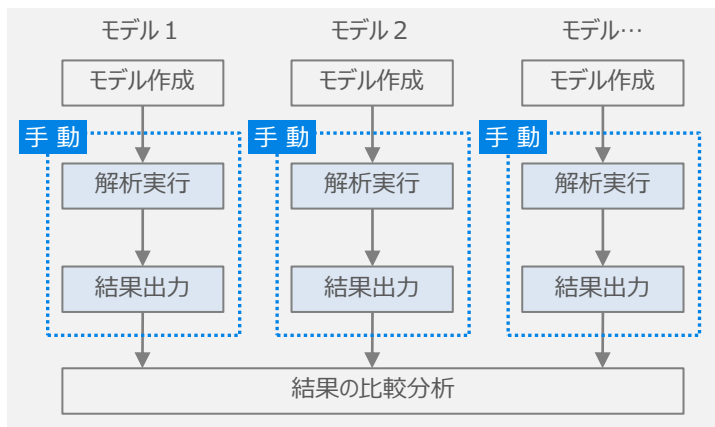 モデル 1
モデル 2
モデル…
モデル作成
モデル作成
モデル作成
手 動
手 動
手 動
解析実行
解析実行
解析実行
結果出力
結果出力
結果出力
結果の比較分析